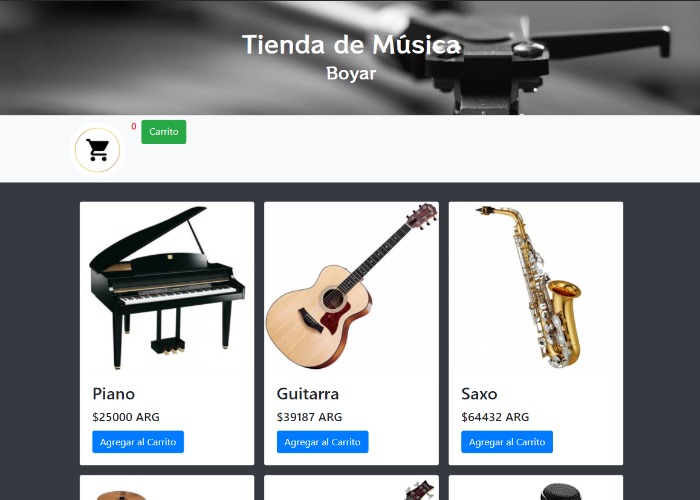 Tienda de Música
Boyar
0
Carrito
Piano
$25000 ARG
Agregar al Carrito
Guitarra
$39187 ARG
Agregar al Carrito
Saxo
$64432 ARG
Agregar al Carrito